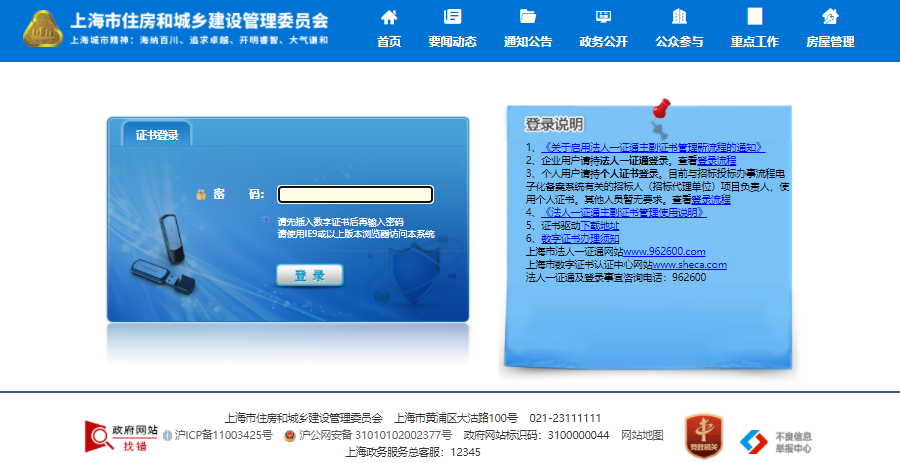 上海市住房和城乡建设管理委员会
上海城市精神：海纳百川、追求卓越、开明睿智、大气谦和
首页 要闻动态 通知公告 政务公开 公众参与 重点工作 房屋管理
证书登录
密 码：
请先插入数字证书后再输入密码
请使用IE9或以上版本浏览器访问本系统
登 录
登录说明
1、《关于启用法人一证通主副证书管理新流程的通知》
2、企业用户请持法人一证通登录。查看登录流程
3、个人用户请持个人证书登录。目前与招标投标办事流程电
子化备案系统有关的招标人（招标代理单位）项目负责人，使
用个人证书。其他人员暂无要求。查看登录流程
4、《法人一证通主副证书管理使用说明》
5、证书驱动下载地址
6、数字证书办理须知
上海市法人一证通网站www.962600.com
上海市数字证书认证中心网站www.sheca.com
法人一证通及登录事宜咨询电话：962600
政府网站
找错
上海市住房和城乡建设管理委员会 上海市黄浦区大沽路100号 021-23111111
沪ICP备11003425号 沪公网安备 31010102002377号 政府网站标识码：3100000044 网站地图
上海政务服务总客服：12345
党政机关
不良信息
举报中心